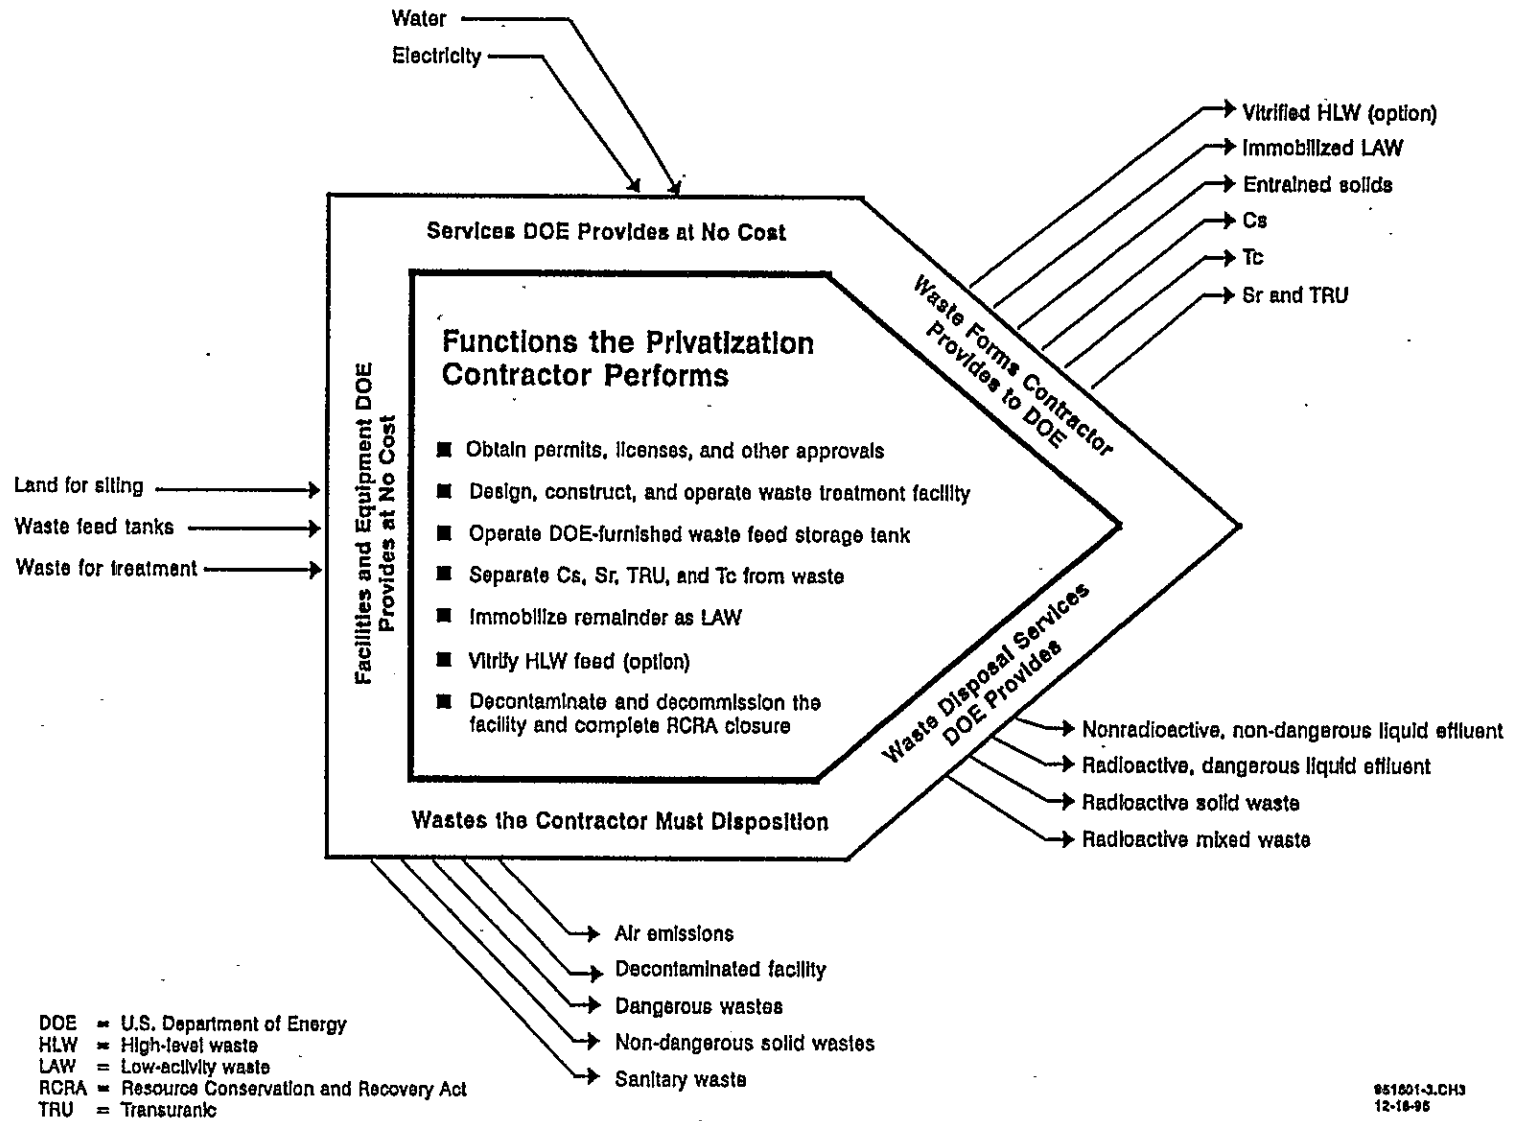 Water
Electricity
Vitrified HLW (option)
Immobilized LAW
Entrained solids
Cs
Tc
Sr and TRU
Services DOE Provides at No Cost
Waste Forms Contractor
Provides to DOE
Functions the Privatization
Contractor Performs
■ Obtain permits, licenses, and other approvals
■ Design, construct, and operate waste treatment facility
■ Operate DOE-furnished waste feed storage tank
■ Separate Cs, Sr, TRU, and Tc from waste
■ Immobilize remainder as LAW
■ Vitrify HLW feed (option)
■ Decontaminate and decommission the
facility and complete RCRA closure
Facilities and Equipment DOE
Provides at No Cost
Land for siting
Waste feed tanks
Waste for treatment
Waste Disposal Services
DOE Provides
Nonradioactive, non-dangerous liquid effluent
Radioactive, dangerous liquid effluent
Radioactive solid waste
Radioactive mixed waste
Wastes the Contractor Must Disposition
Air emissions
Decontaminated facility
Dangerous wastes
Non-dangerous solid wastes
Sanitary waste
DOE = U.S. Department of Energy
HLW = High-level waste
LAW = Low-activity waste
RCRA = Resource Conservation and Recovery Act
TRU = Transuranic
951801-3.CH3